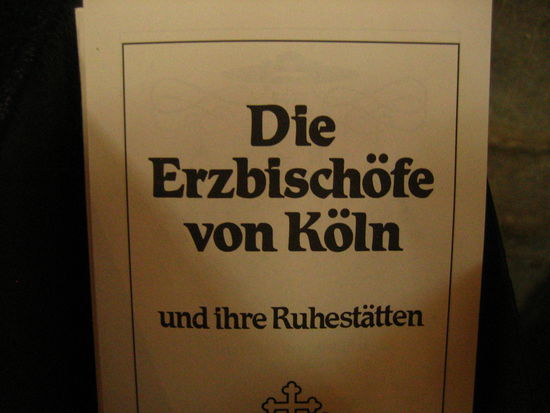 Die
Erzbischöfe
von Köln
und ihre Ruhestätten